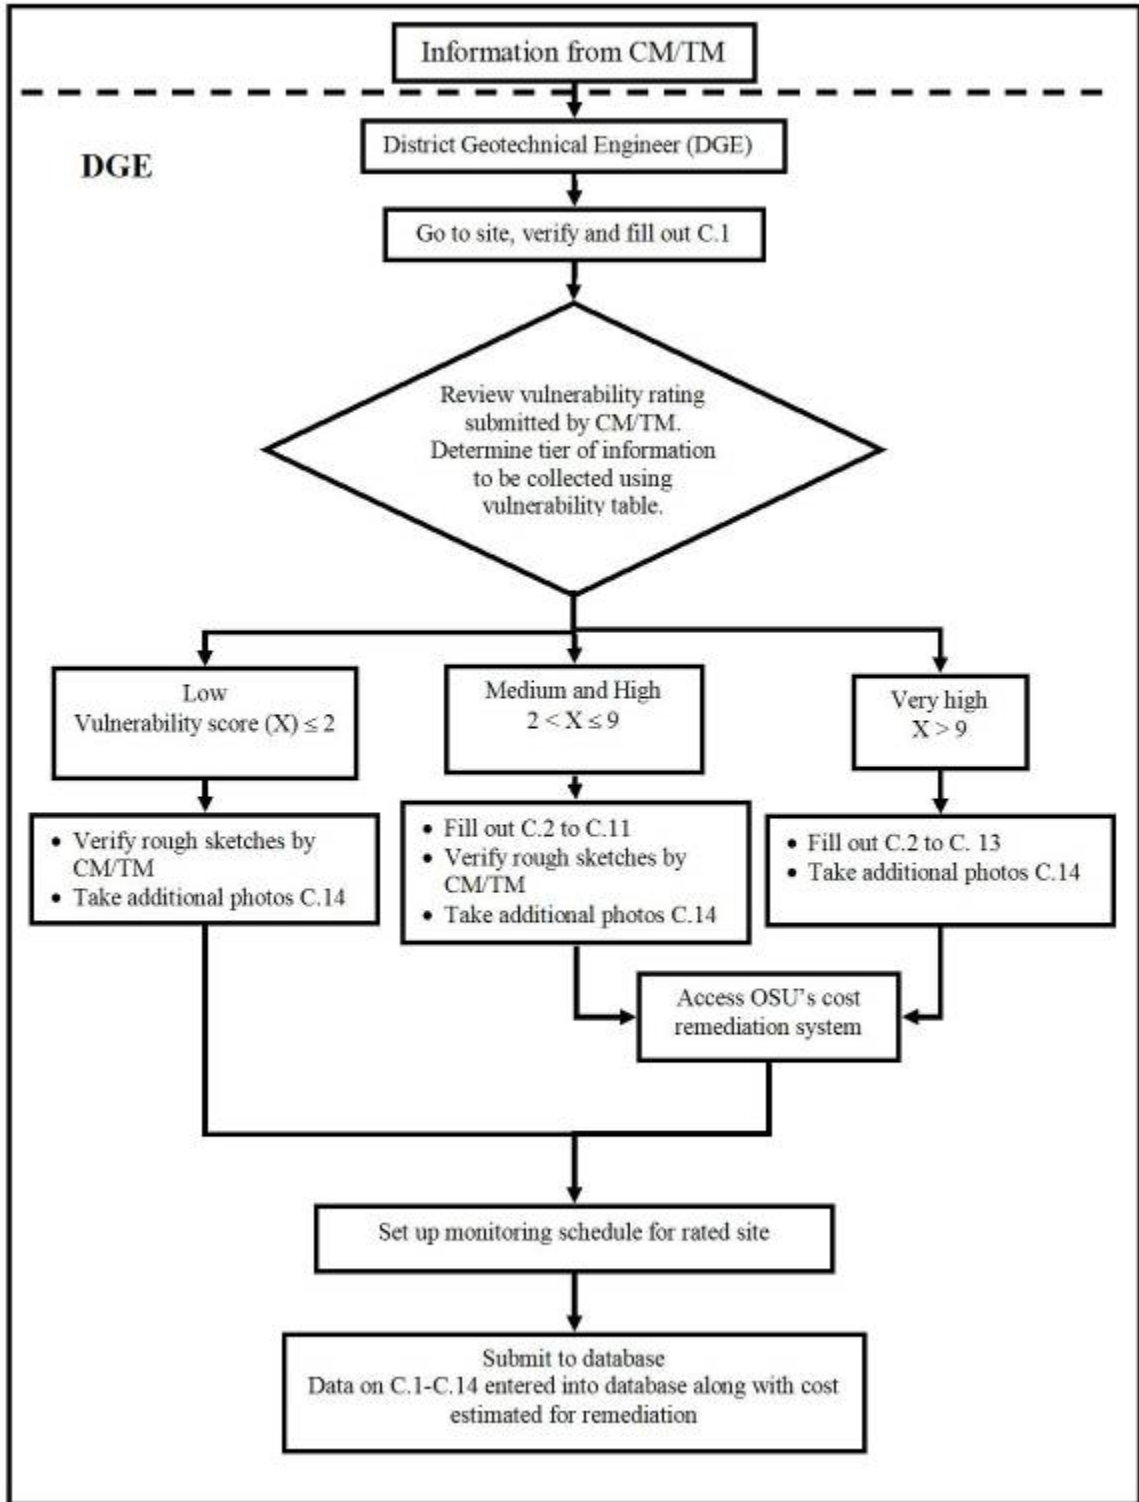 Information from CM/TM
DGE
District Geotechnical Engineer (DGE)
Go to site, verify and fill out C.1
Review vulnerability rating
submitted by CM/TM.
Determine tier of information
to be collected using
vulnerability table.
Low
Vulnerability score (X) ≤ 2
Medium and High
2 < X ≤ 9
Very high
X > 9
• Verify rough sketches by
CM/TM
• Take additional photos C.14
• Fill out C.2 to C.11
• Verify rough sketches by
CM/TM
• Take additional photos C.14
• Fill out C.2 to C. 13
• Take additional photos C.14
Access OSU’s cost
remediation system
Set up monitoring schedule for rated site
Submit to database
Data on C.1-C.14 entered into database along with cost
estimated for remediation